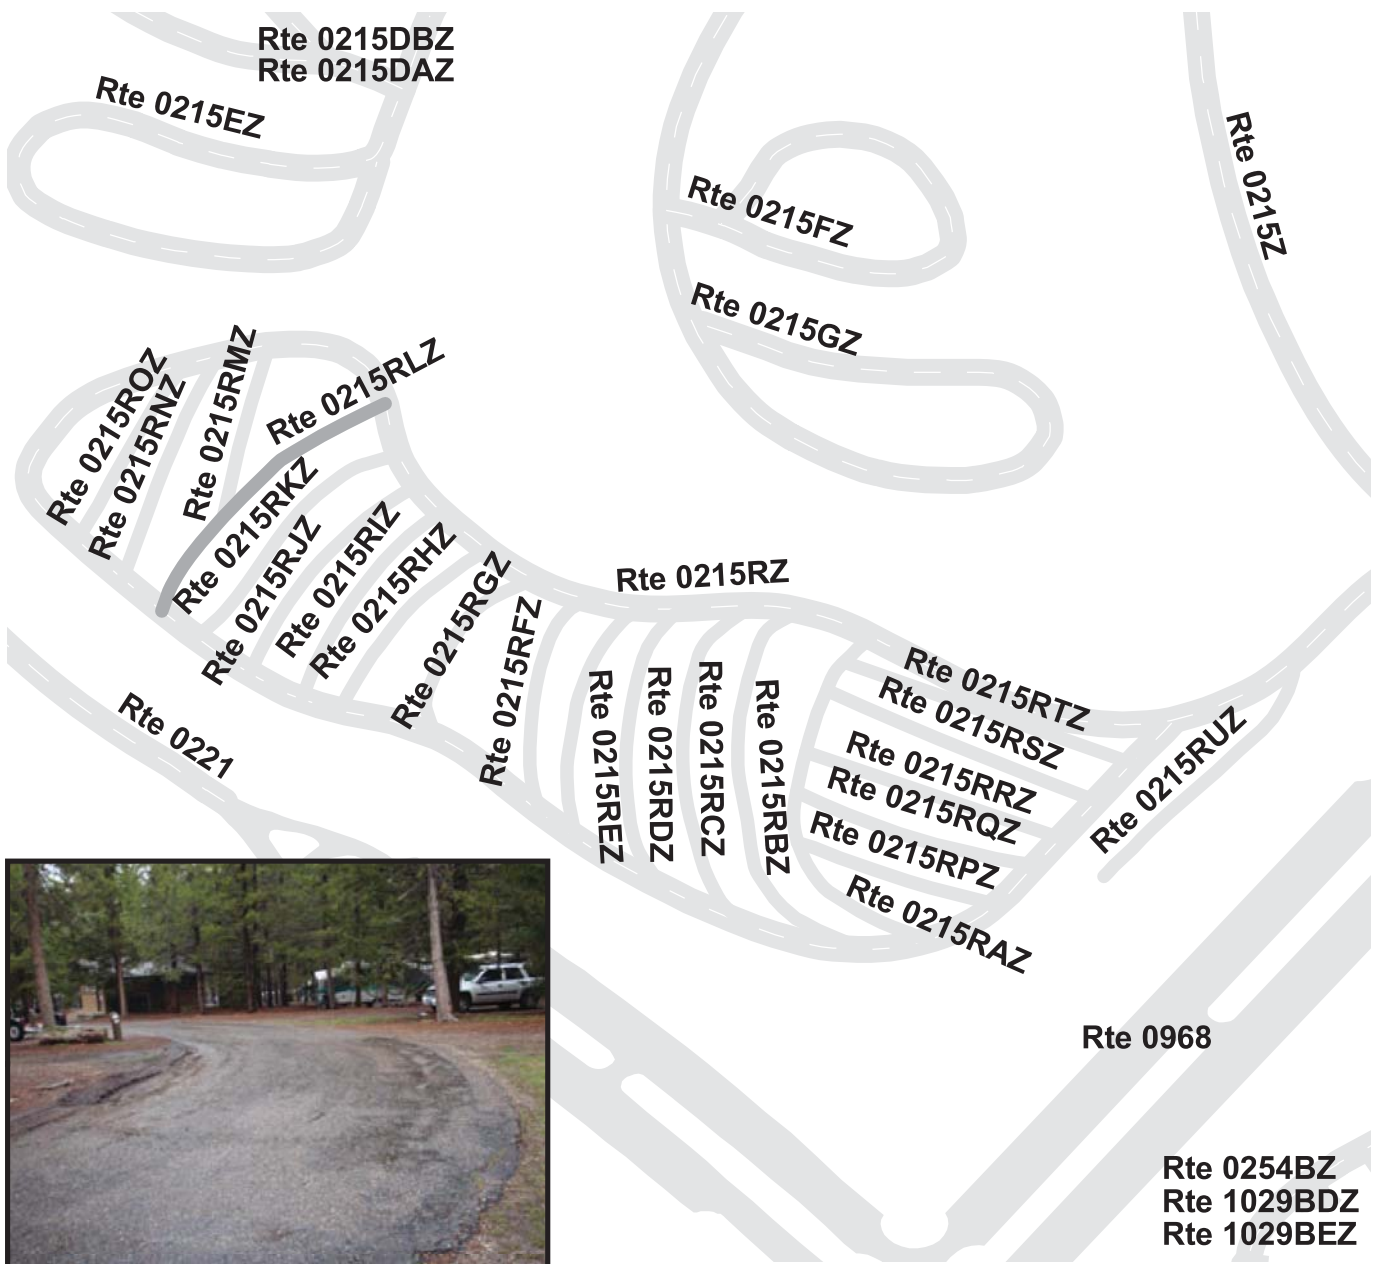 Rte 0215DBZ
Rte 0215DAZ
Rte 0215EZ
Rte 0215Z
Rte 0215FZ
Rte 0215GZ
Rte 0215ROZ
Rte 0215RNZ
Rte 0215RMZ
Rte 0215RLZ
Rte 0215RKZ
Rte 0215RJZ
Rte 0215RIZ
Rte 0215RHZ
Rte 0215RGZ
Rte 0215RFZ
Rte 0215RZ
Rte 0215REZ
Rte 0215RDZ
Rte 0215RCZ
Rte 0215RBZ
Rte 0215RTZ
Rte 0215RSZ
Rte 0215RRZ
Rte 0215RQZ
Rte 0215RPZ
Rte 0215RAZ
Rte 0215RUZ
Rte 0221
Rte 0968
Rte 0254BZ
Rte 1029BDZ
Rte 1029BEZ